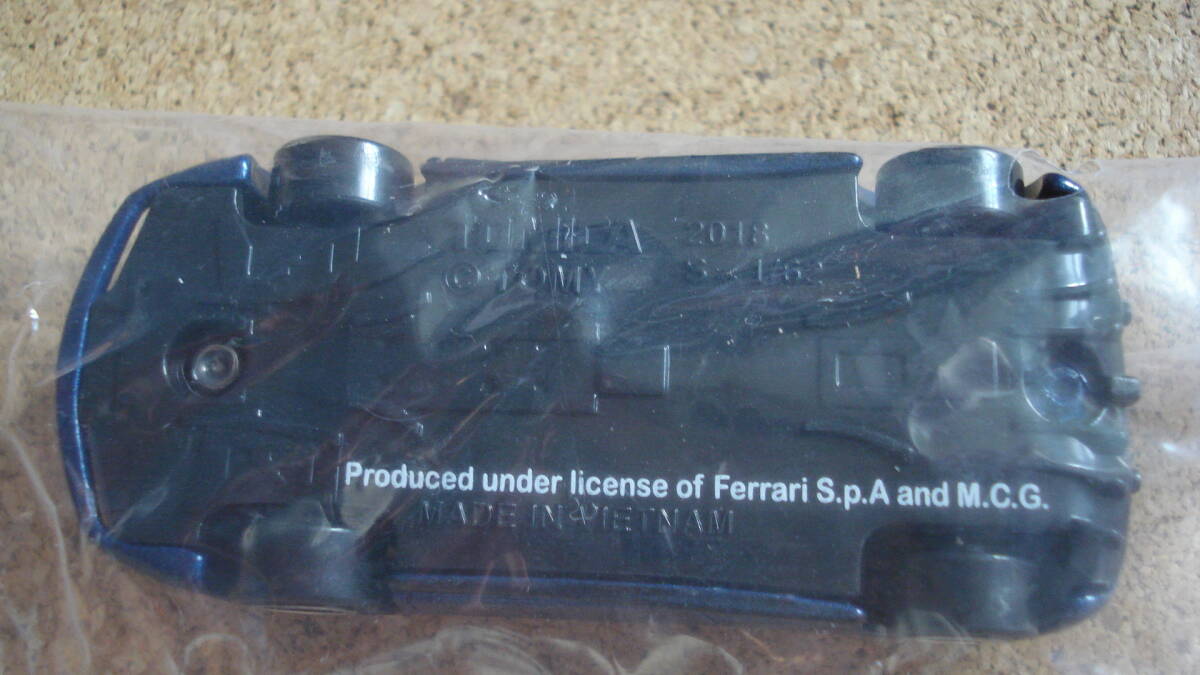 TOMICA 2018
© TOMY S=1/62
Produced under license of Ferrari S.p.A and M.C.G.
MADE IN VIETNAM